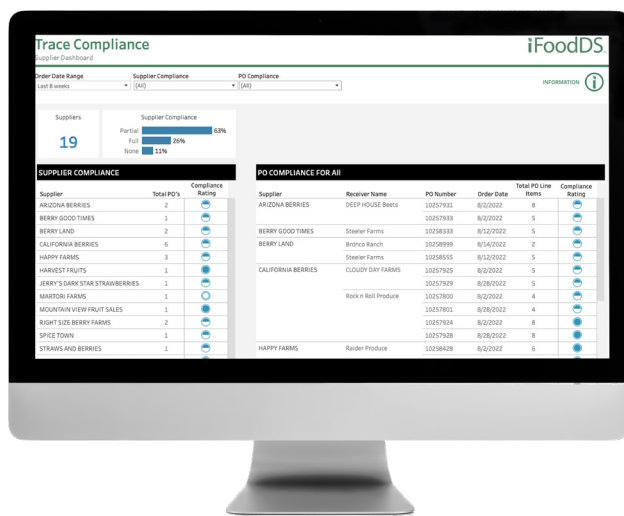 Trace Compliance
Supplier Dashboard
iFoodDS.
Order Date Range
Supplier Compliance
PO Compliance
Last 8 weeks
(All)
(All)
INFORMATION
Suppliers
19
Supplier Compliance
Partial 63%
Full 26%
None 11%
SUPPLIER COMPLIANCE
Supplier Total PO's Compliance Rating
ARIZONA BERRIES 2
BERRY GOOD TIMES 1
BERRY LAND 2
CALIFORNIA BERRIES 6
HAPPY FARMS 3
HARVEST FRUITS 1
JERRY'S DARK STAR STRAWBERRIES 1
MARTORI FARMS 1
MOUNTAIN VIEW FRUIT SALES 1
RIGHT SIZE BERRY FARMS 2
SPICE TOWN 1
STRAWS AND BERRIES 1
PO COMPLIANCE FOR All
Supplier Receiver Name PO Number Order Date Total PO Line Items Compliance Rating
ARIZONA BERRIES DEEP HOUSE Beets 10257931 8/2/2022 8
10257933 8/2/2022 5
BERRY GOOD TIMES Steeler Farms 10258333 8/12/2022 5
BERRY LAND Bronco Ranch 10258999 8/14/2022 2
Steeler Farms 10258555 8/12/2022 5
CALIFORNIA BERRIES CLOUDY DAY FARMS 10257925 8/2/2022 5
10257929 8/28/2022 5
Rock n Roll Produce 10257800 8/2/2022 4
10257801 8/28/2022 4
10257924 8/2/2022 8
10257928 8/28/2022 8
HAPPY FARMS Raider Produce 10258428 8/2/2022 6